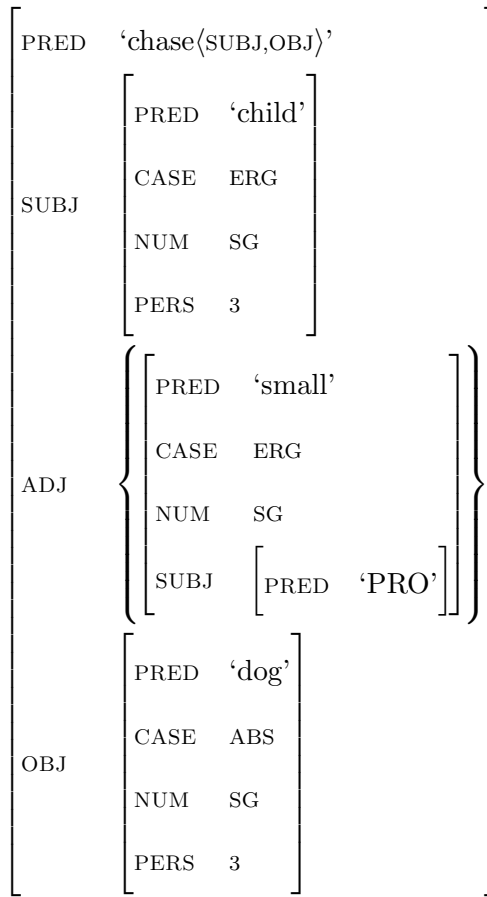 PRED ‘chase⟨SUBJ,OBJ⟩’
SUBJ
PRED ‘child’
CASE ERG
NUM SG
PERS 3
ADJ
PRED ‘small’
CASE ERG
NUM SG
SUBJ [PRED ‘PRO’]
OBJ
PRED ‘dog’
CASE ABS
NUM SG
PERS 3